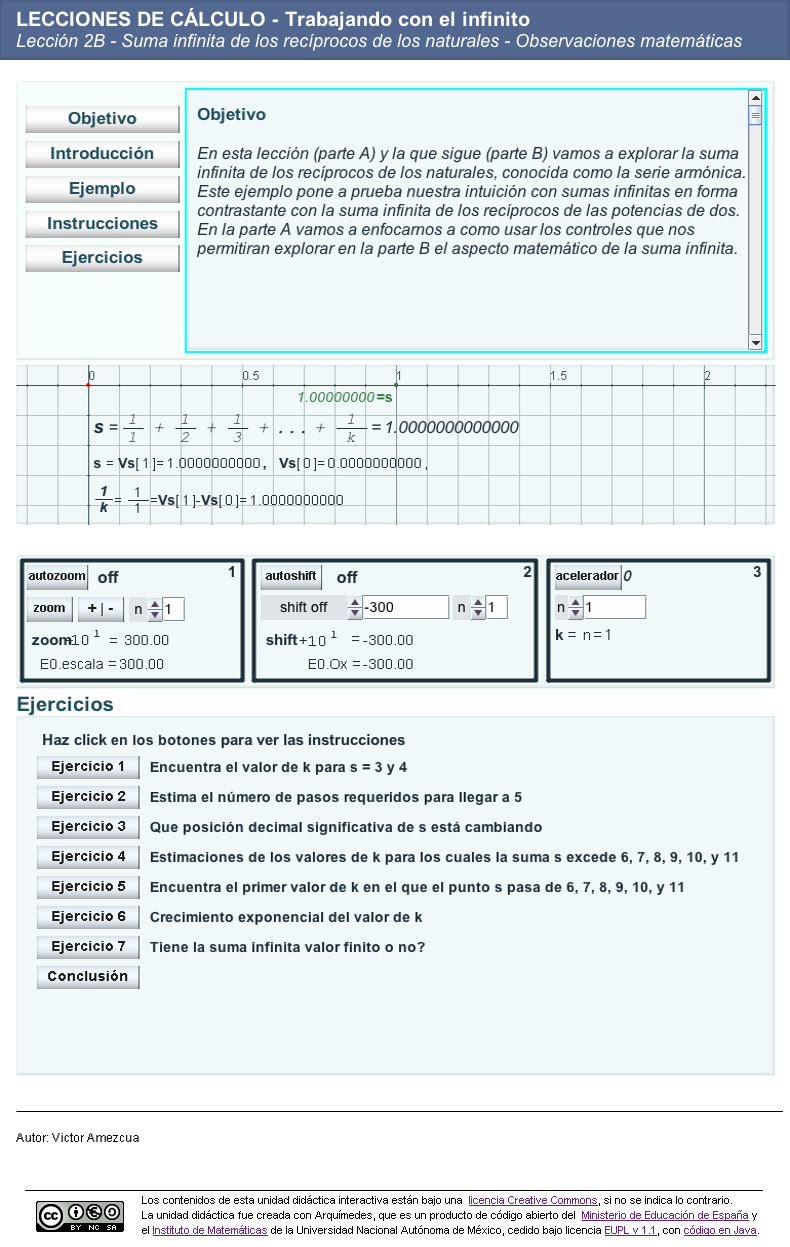 LECCIONES DE CÁLCULO - Trabajando con el infinito
Lección 2B - Suma infinita de los recíprocos de los naturales - Observaciones matemáticas
Objetivo
Introducción
Ejemplo
Instrucciones
Ejercicios
Objetivo
En esta lección (parte A) y la que sigue (parte B) vamos a explorar la suma
infinita de los recíprocos de los naturales, conocida como la serie armónica.
Este ejemplo pone a prueba nuestra intuición con sumas infinitas en forma
contrastante con la suma infinita de los recíprocos de las potencias de dos.
En la parte A vamos a enfocarnos a como usar los controles que nos
permitiran explorar en la parte B el aspecto matemático de la suma infinita.
0 0.5 1 1.5 2
1.00000000=s
s = 1/1 + 1/2 + 1/3 + . . . + 1/k = 1.0000000000000
s = Vs[ 1 ]= 1.0000000000 , Vs[ 0 ]= 0.0000000000 ,
1/k = 1/1 =Vs[ 1 ]-Vs[ 0 ]= 1.0000000000
autozoom off 1
zoom + | - n 1
zoom=10 1 = 300.00
E0.escala = 300.00
autoshift off 2
shift off -300 n 1
shift+10 1 = -300.00
E0.Ox = -300.00
acelerador 0 3
n 1
k = n = 1
Ejercicios
Haz click en los botones para ver las instrucciones
Ejercicio 1 Encuentra el valor de k para s = 3 y 4
Ejercicio 2 Estima el número de pasos requeridos para llegar a 5
Ejercicio 3 Que posición decimal significativa de s está cambiando
Ejercicio 4 Estimaciones de los valores de k para los cuales la suma s excede 6, 7, 8, 9, 10, y 11
Ejercicio 5 Encuentra el primer valor de k en el que el punto s pasa de 6, 7, 8, 9, 10, y 11
Ejercicio 6 Crecimiento exponencial del valor de k
Ejercicio 7 Tiene la suma infinita valor finito o no?
Conclusión
Autor: Victor Amezcua
cc BY NC SA
Los contenidos de esta unidad didáctica interactiva están bajo una licencia Creative Commons, si no se indica lo contrario.
La unidad didáctica fue creada con Arquímedes, que es un producto de código abierto del Ministerio de Educación de España y
el Instituto de Matemáticas de la Universidad Nacional Autónoma de México, cedido bajo licencia EUPL v 1.1, con código en Java.